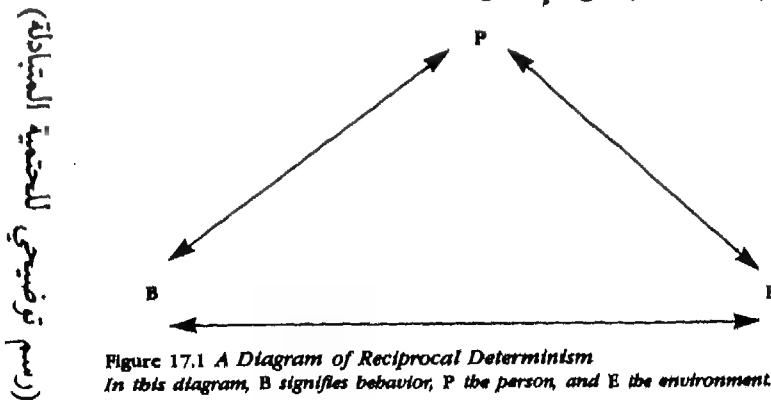 P
B
Figure 17.1 A Diagram of Reciprocal Determinism
In this diagram, B signifies behavior, P the person, and E the environment.
(رسم توضيحي للحتمية المتبادلة)